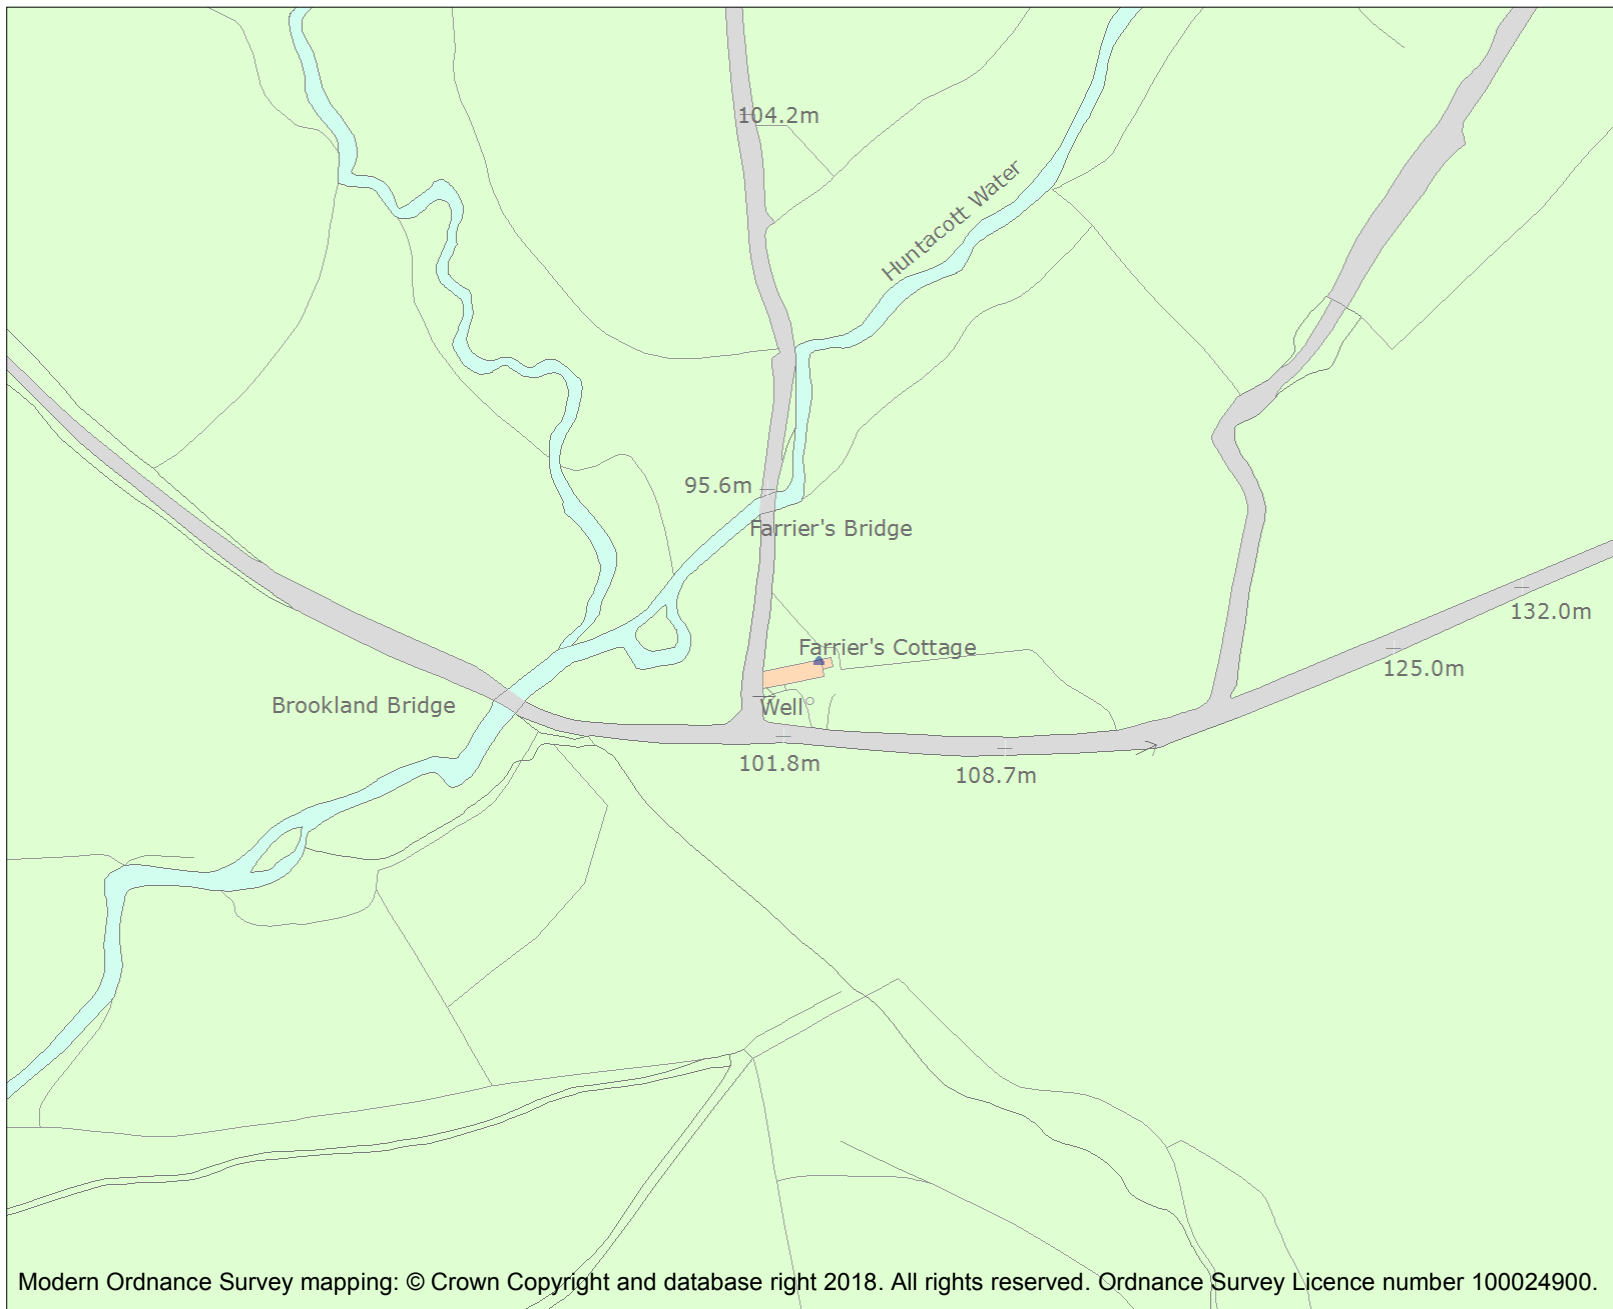 104.2m
Huntacott Water
95.6m
Farrier's Bridge
132.0m
Farrier's Cottage
125.0m
Brookland Bridge
Well
101.8m
108.7m
Modern Ordnance Survey mapping: © Crown Copyright and database right 2018. All rights reserved. Ordnance Survey Licence number 100024900.